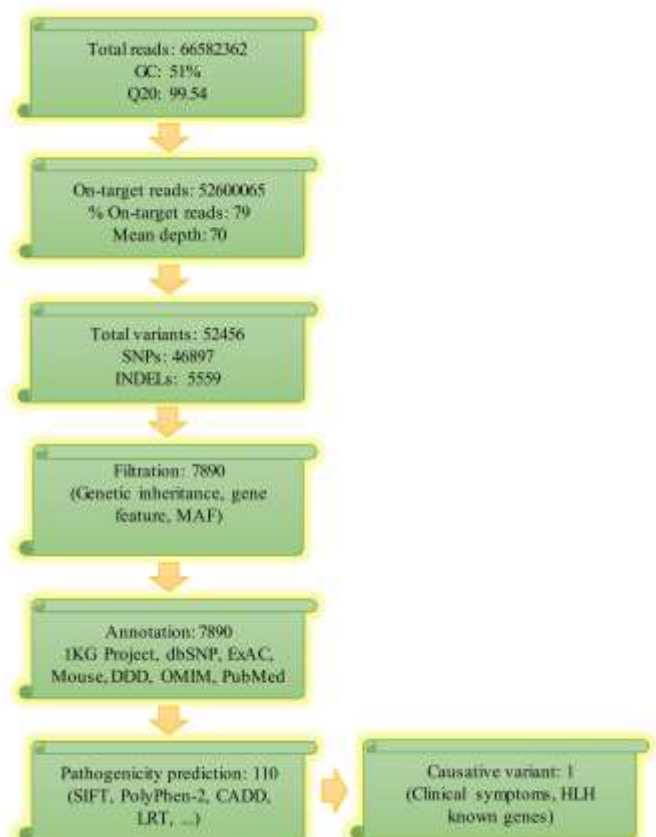 Total reads: 66582362
GC: 51%
Q20: 99.54
On-target reads: 52600065
% On-target reads: 79
Mean depth: 70
Total variants: 52456
SNPs: 46897
INDELs: 5559
Filtration: 7890
(Genetic inheritance, gene
feature, MAF)
Annotation: 7890
1KG Project, dbSNP, ExAC,
Mouse, DDD, OMIM, PubMed
Pathogenicity prediction: 110
(SIFT, PolyPhen-2, CADD,
LRT, ...)
Causative variant: 1
(Clinical symptoms, HLH
known genes)